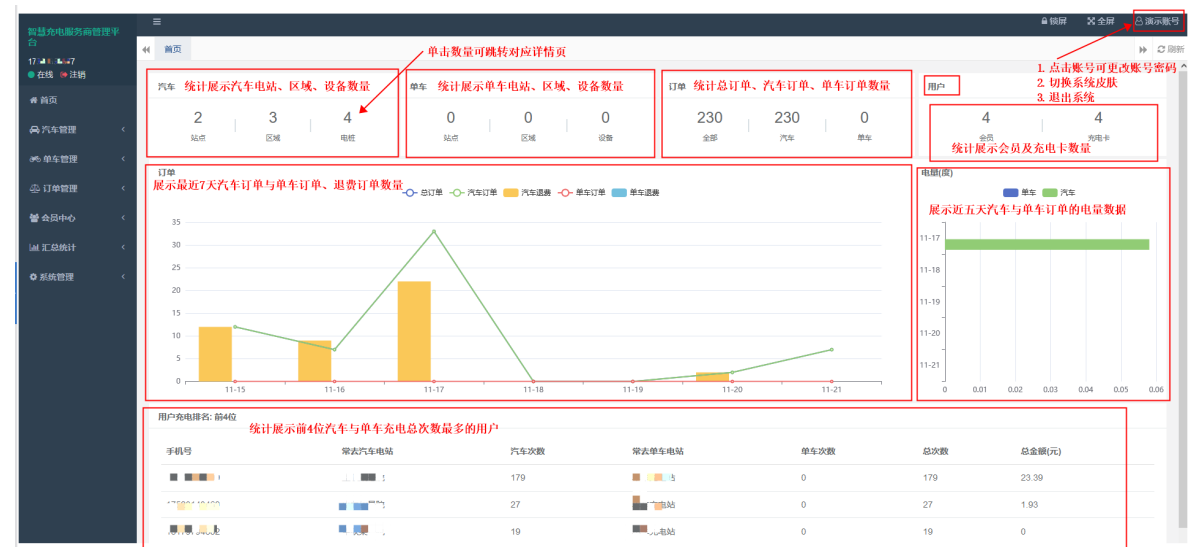 智慧充电服务商管理平
台
在线 注销
首页
汽车管理
单车管理
订单管理
会员中心
汇总统计
系统管理
锁屏 全屏 演示账号
首页 刷新
单击数量可跳转对应详情页
1. 点击账号可更改账号密码
2. 切换系统皮肤
3. 退出系统
汽车 统计展示汽车电站、区域、设备数量
2 3 4
站点 区域 电桩
单车 统计展示单车电站、区域、设备数量
0 0 0
站点 区域 设备
订单 统计总订单、汽车订单、单车订单数量
230 230 0
全部 汽车 单车
用户
4 4
会员 充电卡
统计展示会员及充电卡数量
订单
展示最近7天汽车订单与单车订单、退费订单数量
总订单 汽车订单 汽车退费 单车订单 单车退费
35
30
25
20
15
10
5
0
11-15 11-16 11-17 11-18 11-19 11-20 11-21
电量(度)
单车 汽车
展示近五天汽车与单车订单的电量数据
11-17
11-18
11-19
11-20
11-21
0 0.01 0.02 0.03 0.04 0.05 0.06
用户充电排名: 前4位
统计展示前4位汽车与单车充电总次数最多的用户
手机号 常去汽车电站 汽车次数 常去单车电站 单车次数 总次数 总金额(元)
179 0 179 23.39
27 电站 0 27 1.93
19 电站 0 19 0